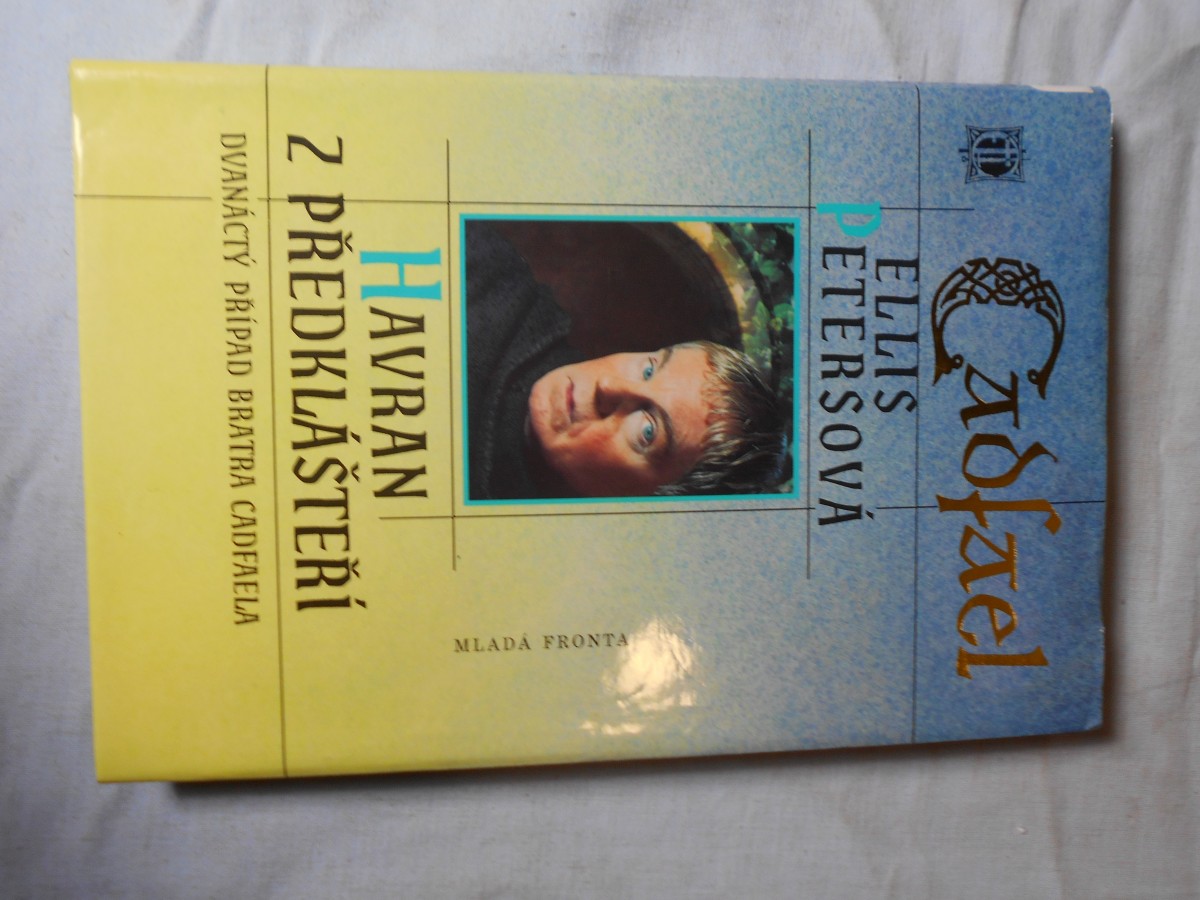 Cadfael
ELLIS
PETERSOVÁ
HAVRAN
Z PŘEDKLÁŠTEŘÍ
DVANÁCTÝ PŘÍPAD BRATRA CADFAELA
MLADÁ FRONTA